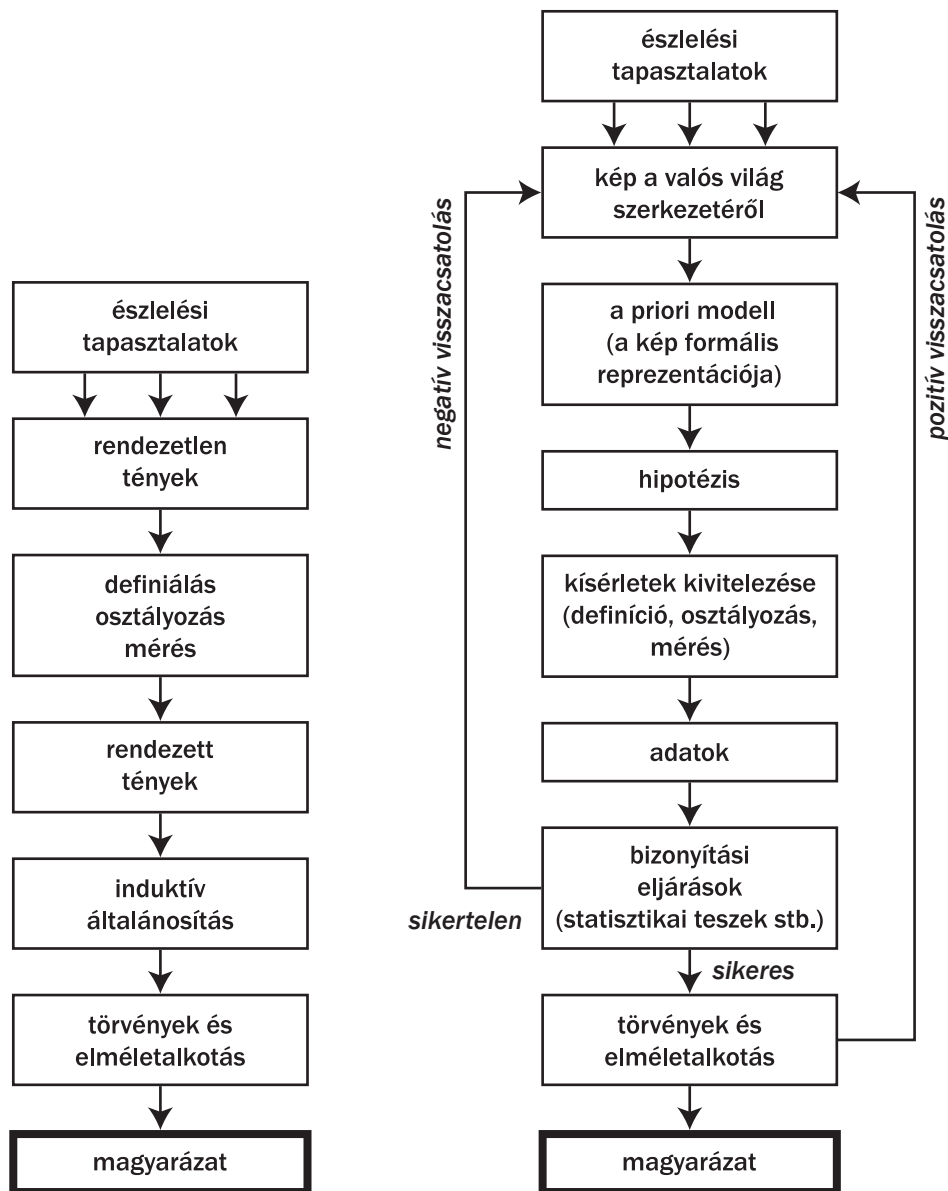 észlelési
tapasztalatok
rendezetlen
tények
definiálás
osztályozás
mérés
rendezett
tények
induktív
általánosítás
törvények és
elméletalkotás
magyarázat
észlelési
tapasztalatok
kép a valós világ
szerkezetéről
a priori modell
(a kép formális
reprezentációja)
hipotézis
kísérletek kivitelezése
(definíció, osztályozás,
mérés)
adatok
bizonyítási
eljárások
(statisztikai teszek stb.)
sikertelen
negatív visszacsatolás
sikeres
törvények és
elméletalkotás
pozitív visszacsatolás
magyarázat